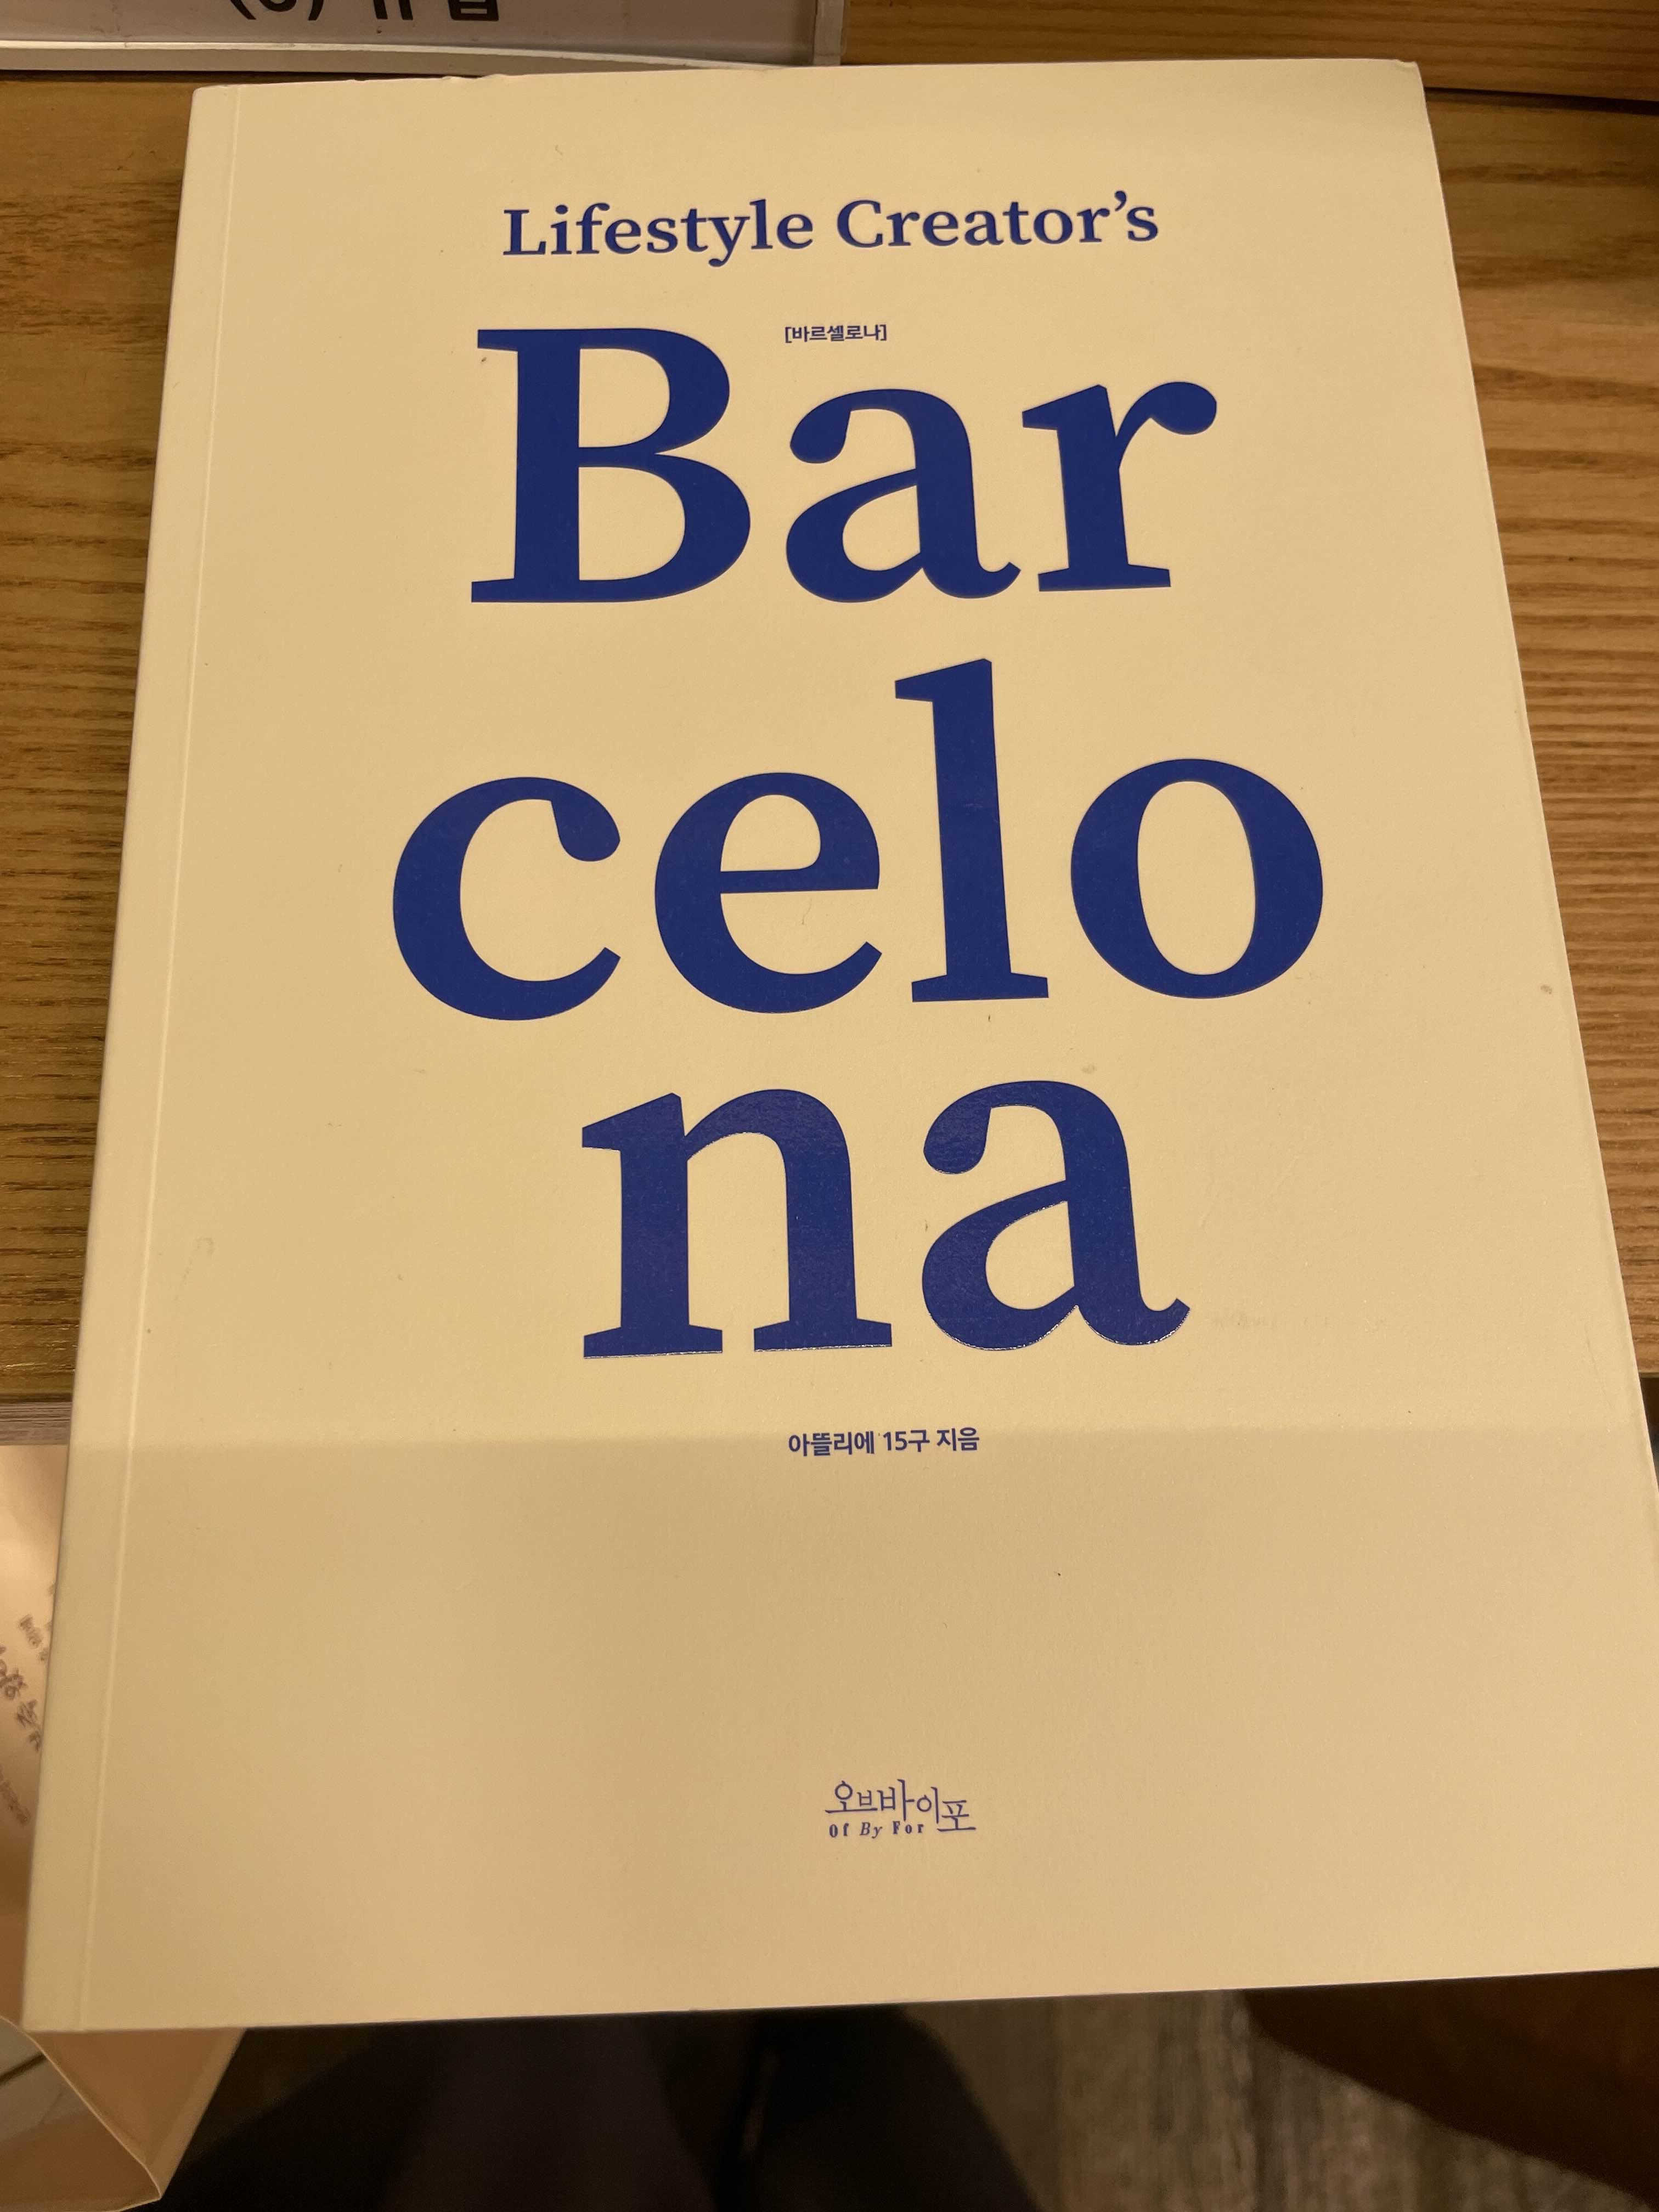 Lifestyle Creator's
[바르셀로나]
Bar
celo
na
아뜰리에 15구 지음
오브바이포
Of By For